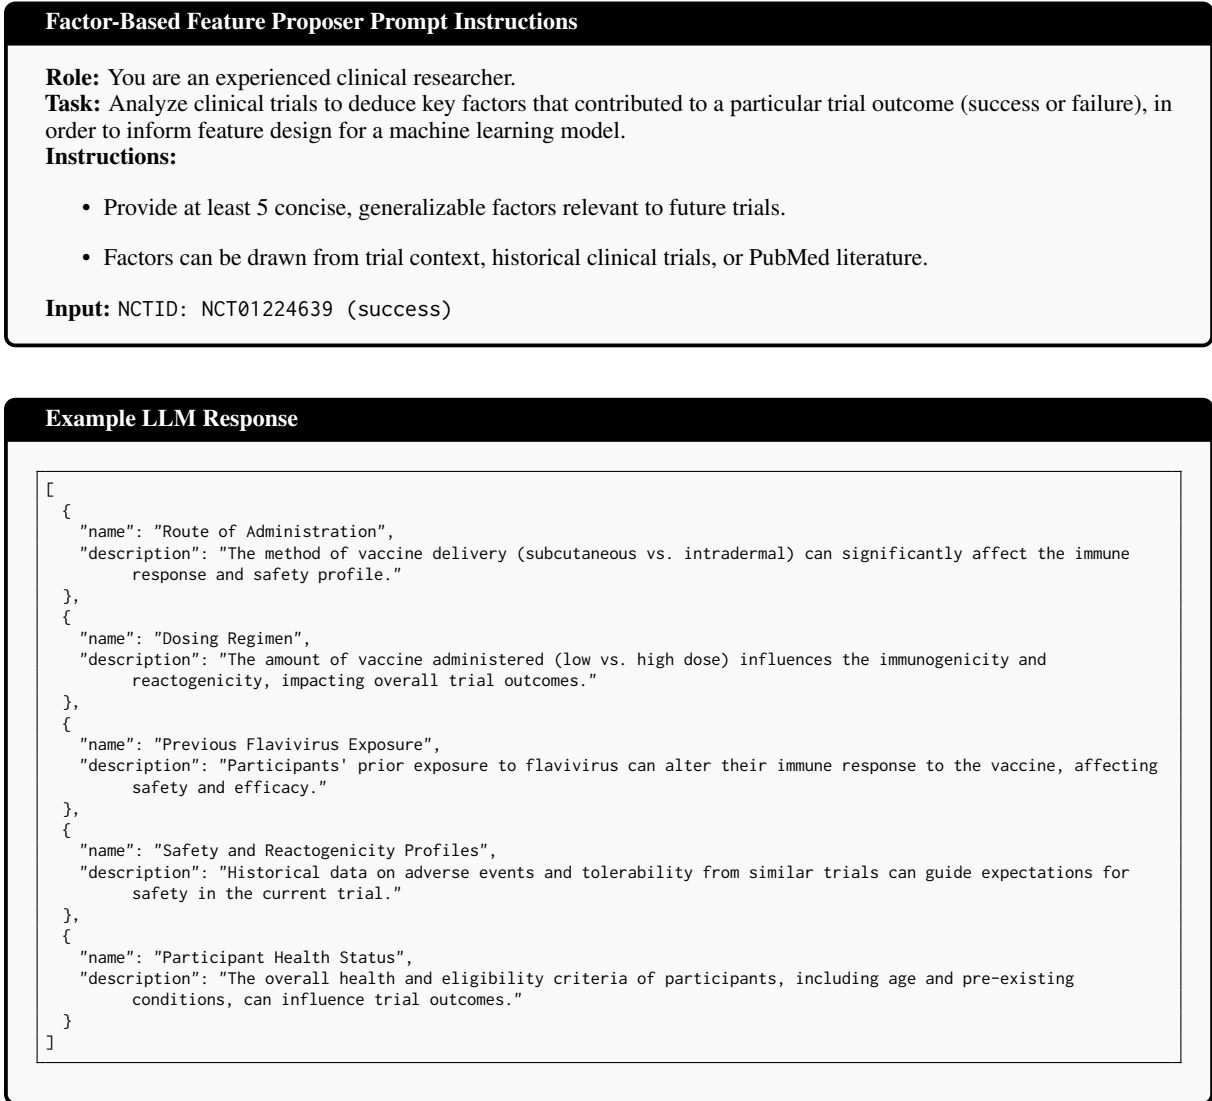 Factor-Based Feature Proposer Prompt Instructions
Role: You are an experienced clinical researcher.
Task: Analyze clinical trials to deduce key factors that contributed to a particular trial outcome (success or failure), in
order to inform feature design for a machine learning model.
Instructions:
• Provide at least 5 concise, generalizable factors relevant to future trials.
• Factors can be drawn from trial context, historical clinical trials, or PubMed literature.
Input: NCTID: NCT01224639 (success)
Example LLM Response
[
  {
    "name": "Route of Administration",
    "description": "The method of vaccine delivery (subcutaneous vs. intradermal) can significantly affect the immune
          response and safety profile."
  },
  {
    "name": "Dosing Regimen",
    "description": "The amount of vaccine administered (low vs. high dose) influences the immunogenicity and
          reactogenicity, impacting overall trial outcomes."
  },
  {
    "name": "Previous Flavivirus Exposure",
    "description": "Participants' prior exposure to flavivirus can alter their immune response to the vaccine, affecting
          safety and efficacy."
  },
  {
    "name": "Safety and Reactogenicity Profiles",
    "description": "Historical data on adverse events and tolerability from similar trials can guide expectations for
          safety in the current trial."
  },
  {
    "name": "Participant Health Status",
    "description": "The overall health and eligibility criteria of participants, including age and pre-existing
          conditions, can influence trial outcomes."
  }
]